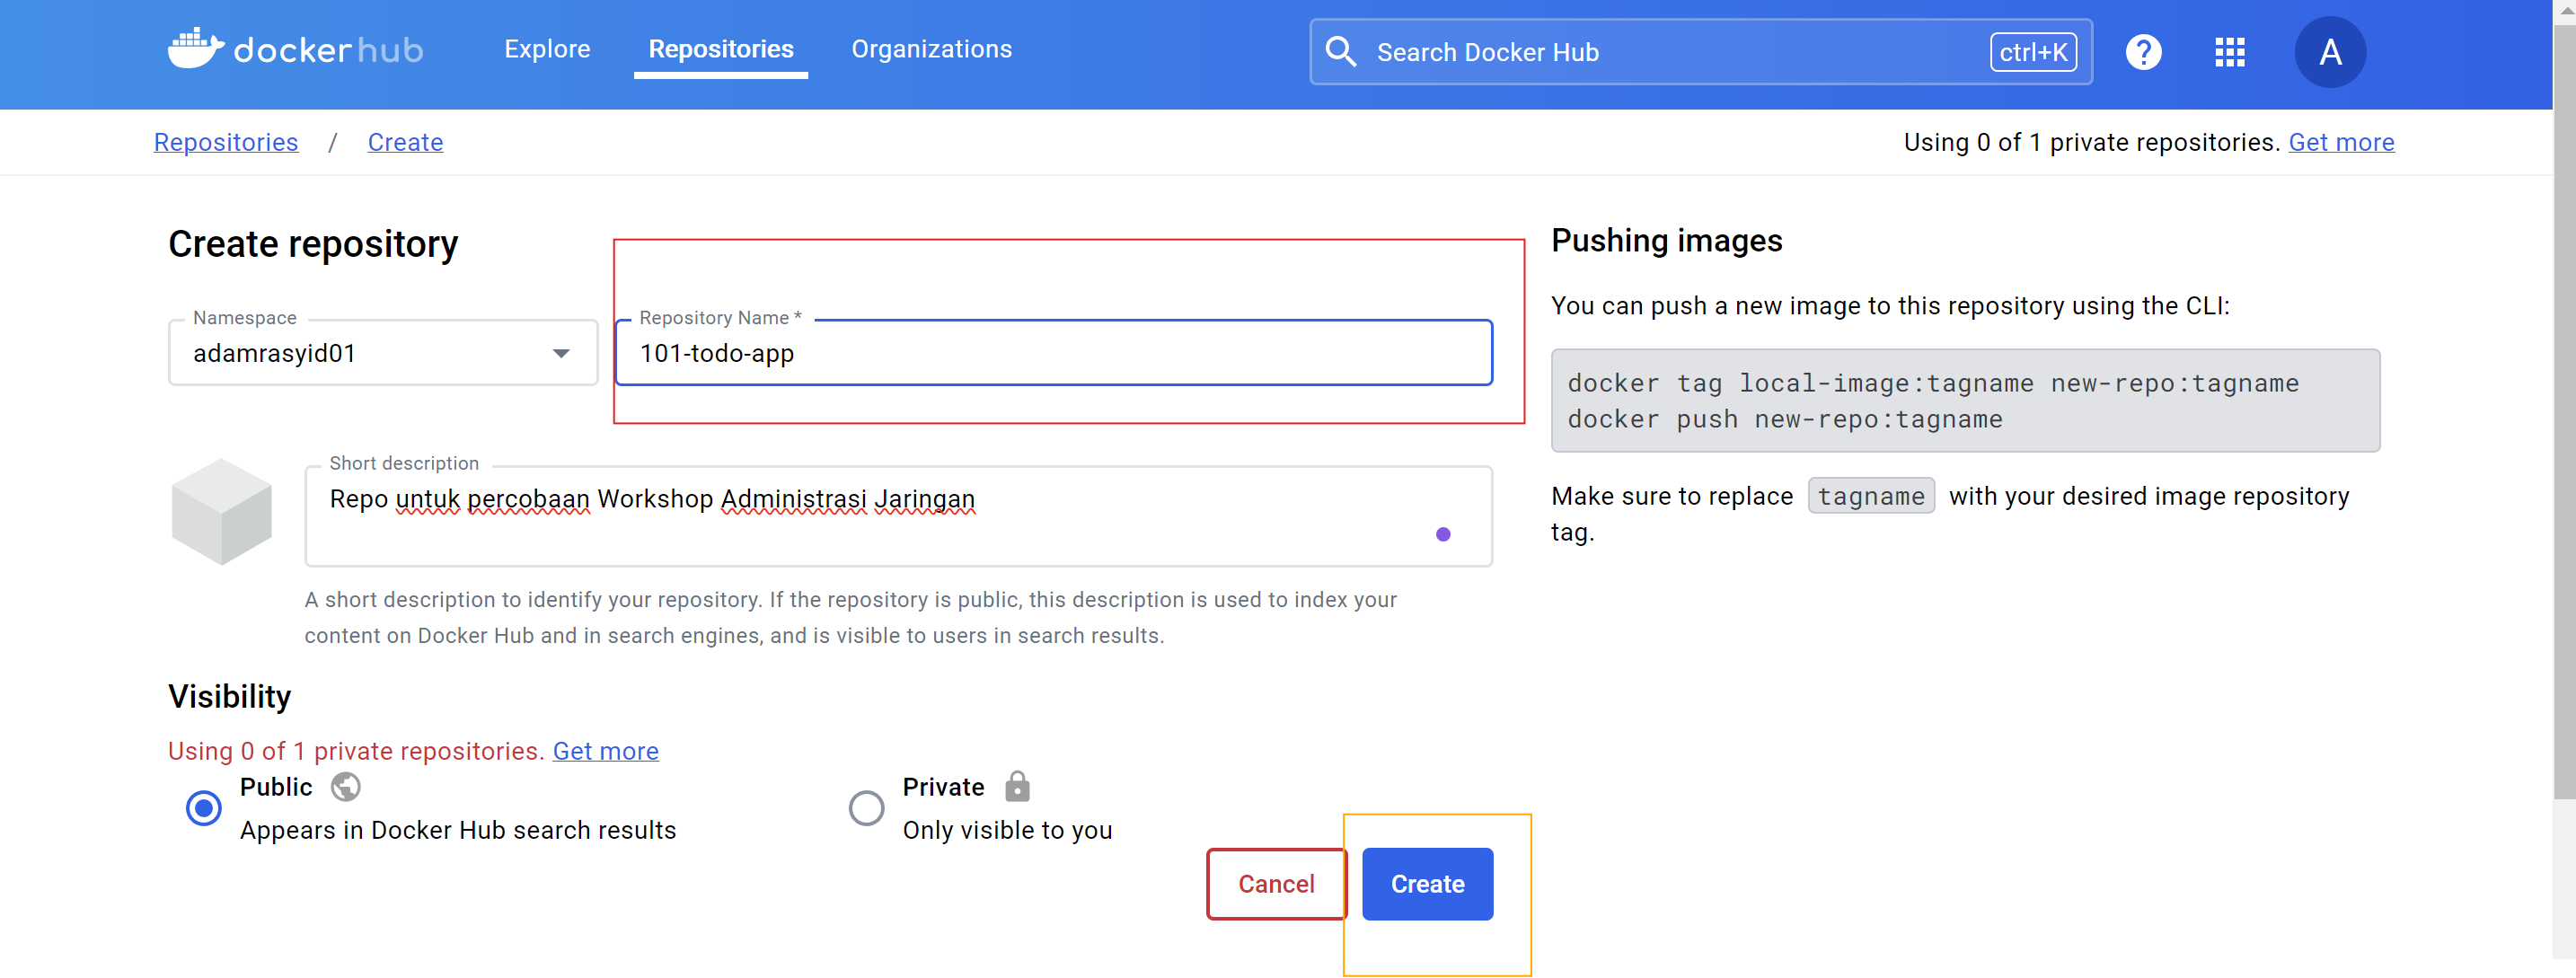 docker hub
Explore
Repositories
Organizations
Search Docker Hub
ctrl+K
?
A
Repositories / Create
Using 0 of 1 private repositories. Get more
Create repository
Namespace
adamrasyid01
Repository Name *
101-todo-app
Short description
Repo untuk percobaan Workshop Administrasi Jaringan
A short description to identify your repository. If the repository is public, this description is used to index your
content on Docker Hub and in search engines, and is visible to users in search results.
Visibility
Using 0 of 1 private repositories. Get more
Public
Appears in Docker Hub search results
Private
Only visible to you
Cancel
Create
Pushing images
You can push a new image to this repository using the CLI:
docker tag local-image:tagname new-repo:tagname
docker push new-repo:tagname
Make sure to replace tagname with your desired image repository
tag.